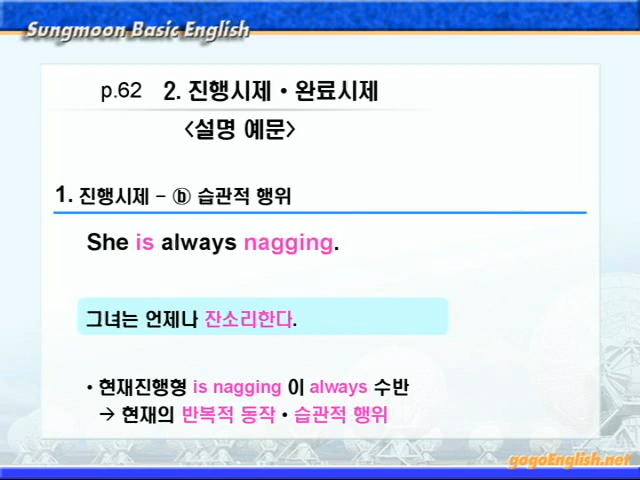 Sungmoon Basic English
p.62 2. 진행시제 · 완료시제
<설명 예문>
1. 진행시제 - ⓑ 습관적 행위
She is always nagging.
그녀는 언제나 잔소리한다.
• 현재진행형 is nagging 이 always 수반
→ 현재의 반복적 동작 · 습관적 행위
gogoEnglish.net